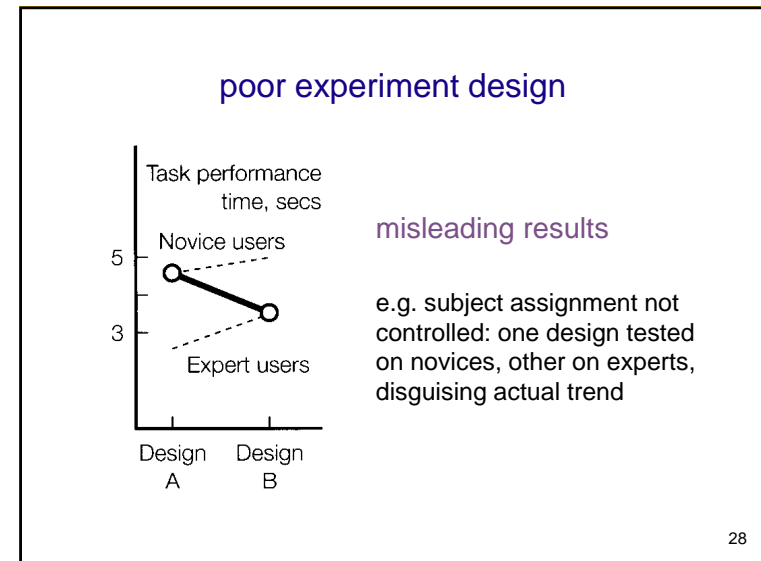 poor experiment design
Task performance
time, secs
Novice users
5
3
Expert users
Design
A
Design
B
misleading results
e.g. subject assignment not
controlled: one design tested
on novices, other on experts,
disguising actual trend
28